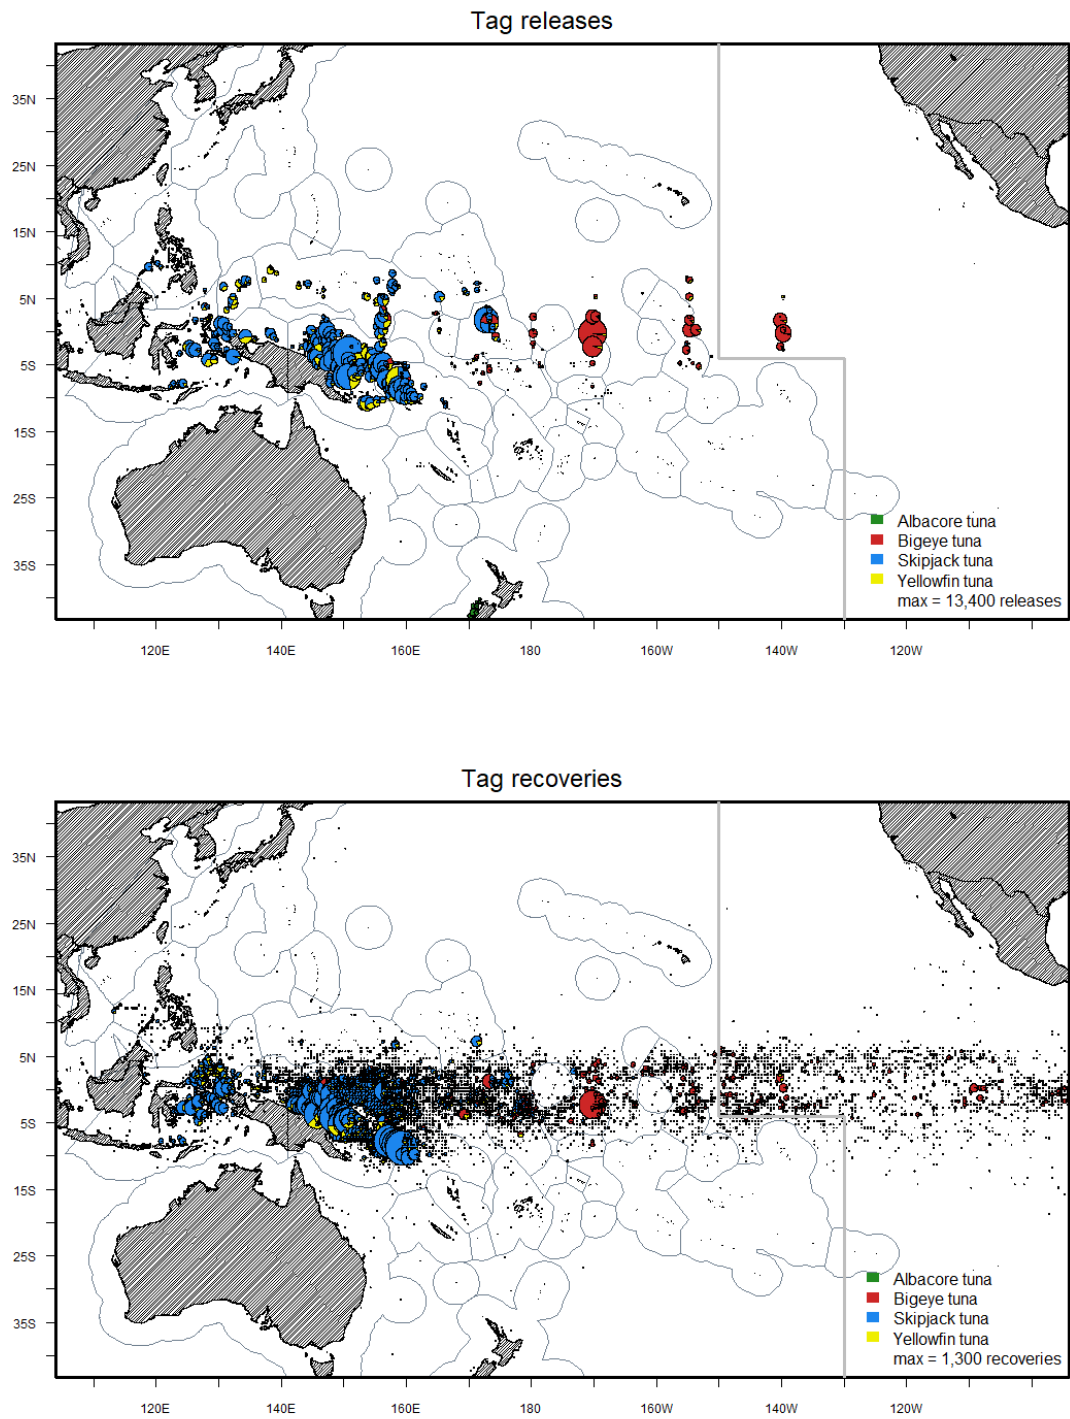 Tag releases
35N
25N
15N
5N
5S
15S
25S
35S
Albacore tuna
Bigeye tuna
Skipjack tuna
Yellowfin tuna
max = 13,400 releases
120E 140E 160E 180 160W 140W 120W
Tag recoveries
35N
25N
15N
5N
5S
15S
25S
35S
Albacore tuna
Bigeye tuna
Skipjack tuna
Yellowfin tuna
max = 1,300 recoveries
120E 140E 160E 180 160W 140W 120W